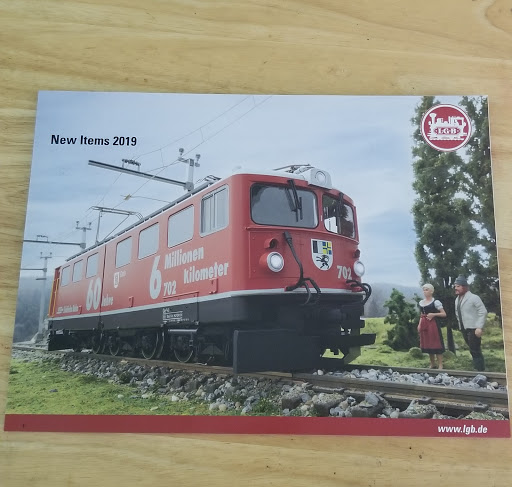 New Items 2019
LGB
6 Millionen
Kilometer
702
60 Jahre
702
www.lgb.de